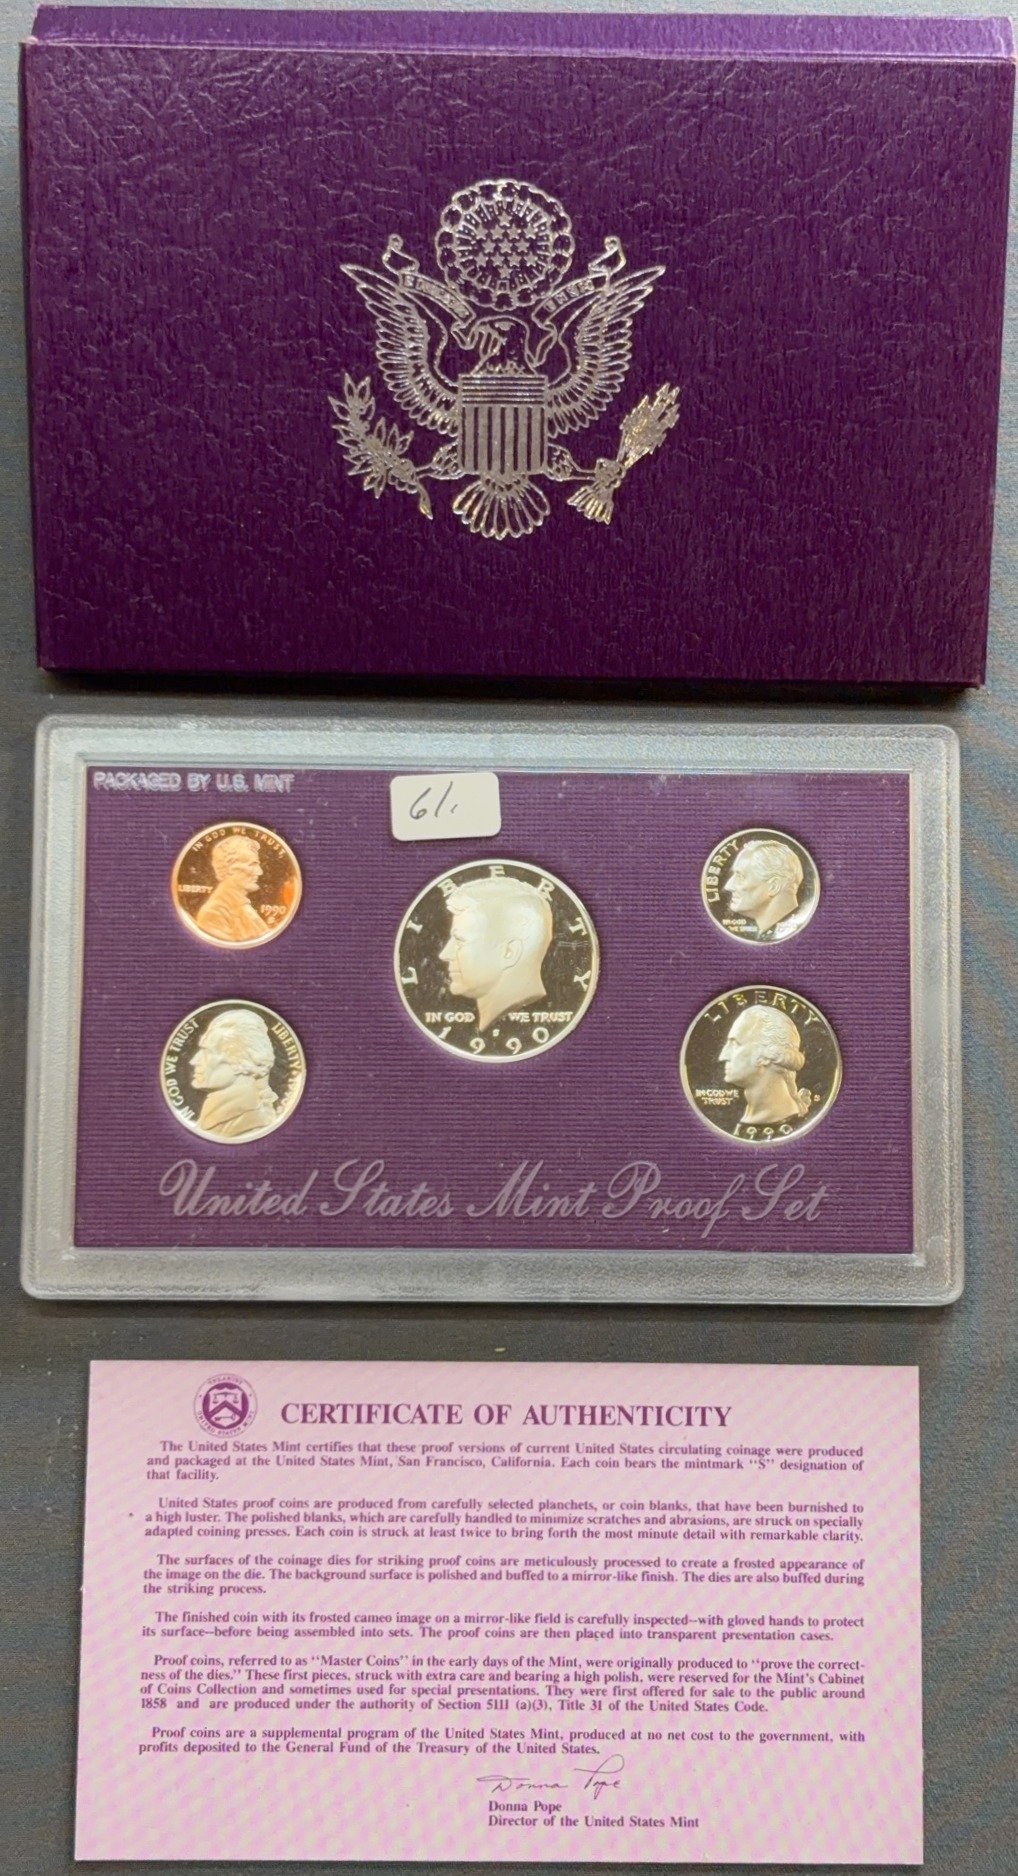 PACKAGED BY U.S. MINT
61.
IN GOD WE TRUST
LIBERTY
1990
S
LIBERTY
IN GOD WE TRUST
S
1990
LIBERTY
IN GOD
WE TRUST
IN GOD WE TRUST
LIBERTY
LIBERTY
IN GOD WE
TRUST
S
1990
United States Mint Proof Set
CERTIFICATE OF AUTHENTICITY
The United States Mint certifies that these proof versions of current United States circulating coinage were produced
and packaged at the United States Mint, San Francisco, California. Each coin bears the mintmark "S" designation of
that facility.
United States proof coins are produced from carefully selected planchets, or coin blanks, that have been burnished to
a high luster. The polished blanks, which are carefully handled to minimize scratches and abrasions, are struck on specially
adapted coining presses. Each coin is struck at least twice to bring forth the most minute detail with remarkable clarity.
The surfaces of the coinage dies for striking proof coins are meticulously processed to create a frosted appearance of
the image on the die. The background surface is polished and buffed to a mirror-like finish. The dies are also buffed during
the striking process.
The finished coin with its frosted cameo image on a mirror-like field is carefully inspected--with gloved hands to protect
its surface--before being assembled into sets. The proof coins are then placed into transparent presentation cases.
Proof coins, referred to as "Master Coins" in the early days of the Mint, were originally produced to "prove the correct-
ness of the dies." These first pieces, struck with extra care and bearing a high polish, were reserved for the Mint's Cabinet
of Coins Collection and sometimes used for special presentations. They were first offered for sale to the public around
1858 and are produced under the authority of Section 5111 (a)(3), Title 31 of the United States Code.
Proof coins are a supplemental program of the United States Mint, produced at no net cost to the government, with
profits deposited to the General Fund of the Treasury of the United States.
Donna Pope
Donna Pope
Director of the United States Mint